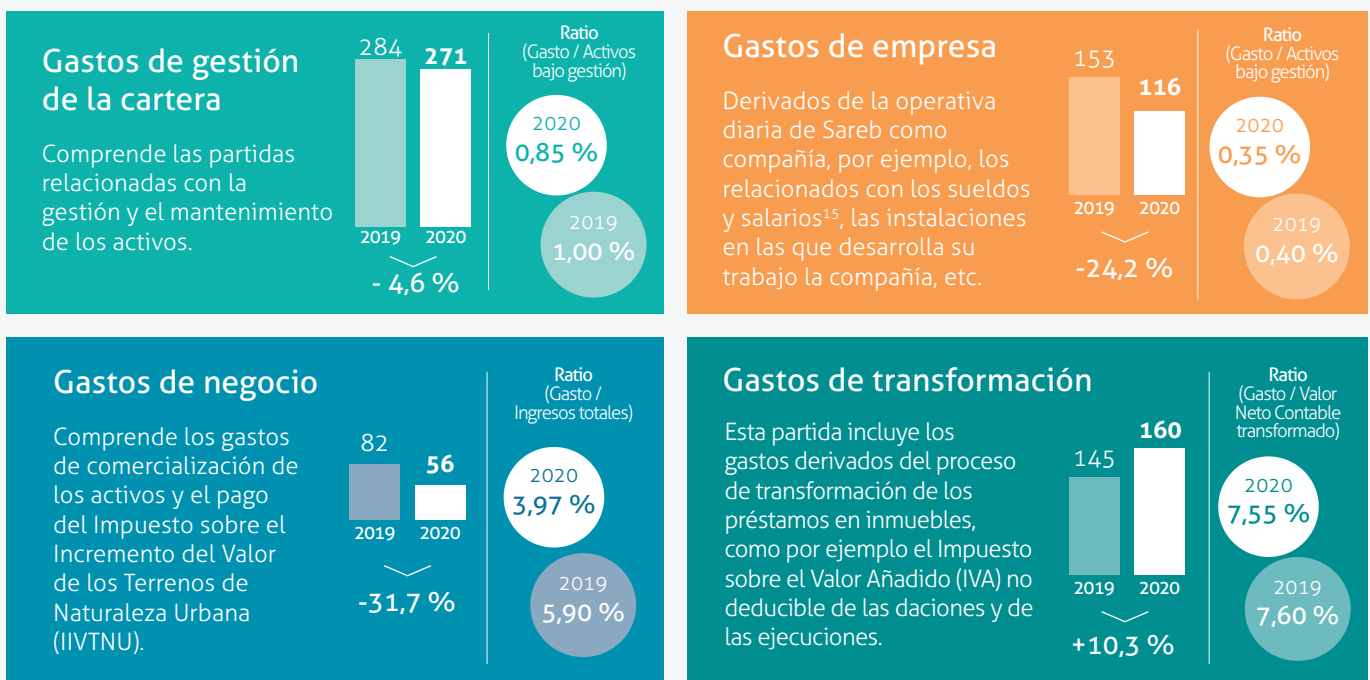 Gastos de gestión
de la cartera
Comprende las partidas
relacionadas con la
gestión y el mantenimiento
de los activos.
284 271
2019 2020
- 4,6 %
Ratio
(Gasto / Activos
bajo gestión)
2020
0,85 %
2019
1,00 %
Gastos de empresa
Derivados de la operativa
diaria de Sareb como
compañía, por ejemplo, los
relacionados con los sueldos
y salarios¹⁵, las instalaciones
en las que desarrolla su
trabajo la compañía, etc.
153
116
2019 2020
-24,2 %
Ratio
(Gasto / Activos
bajo gestión)
2020
0,35 %
2019
0,40 %
Gastos de negocio
Comprende los gastos
de comercialización de
los activos y el pago
del Impuesto sobre el
Incremento del Valor
de los Terrenos de
Naturaleza Urbana
(IIVTNU).
82
56
2019 2020
-31,7 %
Ratio
(Gasto /
Ingresos totales)
2020
3,97 %
2019
5,90 %
Gastos de transformación
Esta partida incluye los
gastos derivados del proceso
de transformación de los
préstamos en inmuebles,
como por ejemplo el Impuesto
sobre el Valor Añadido (IVA) no
deducible de las daciones y de
las ejecuciones.
160
145
2019 2020
+10,3 %
Ratio
(Gasto / Valor
Neto Contable
transformado)
2020
7,55 %
2019
7,60 %